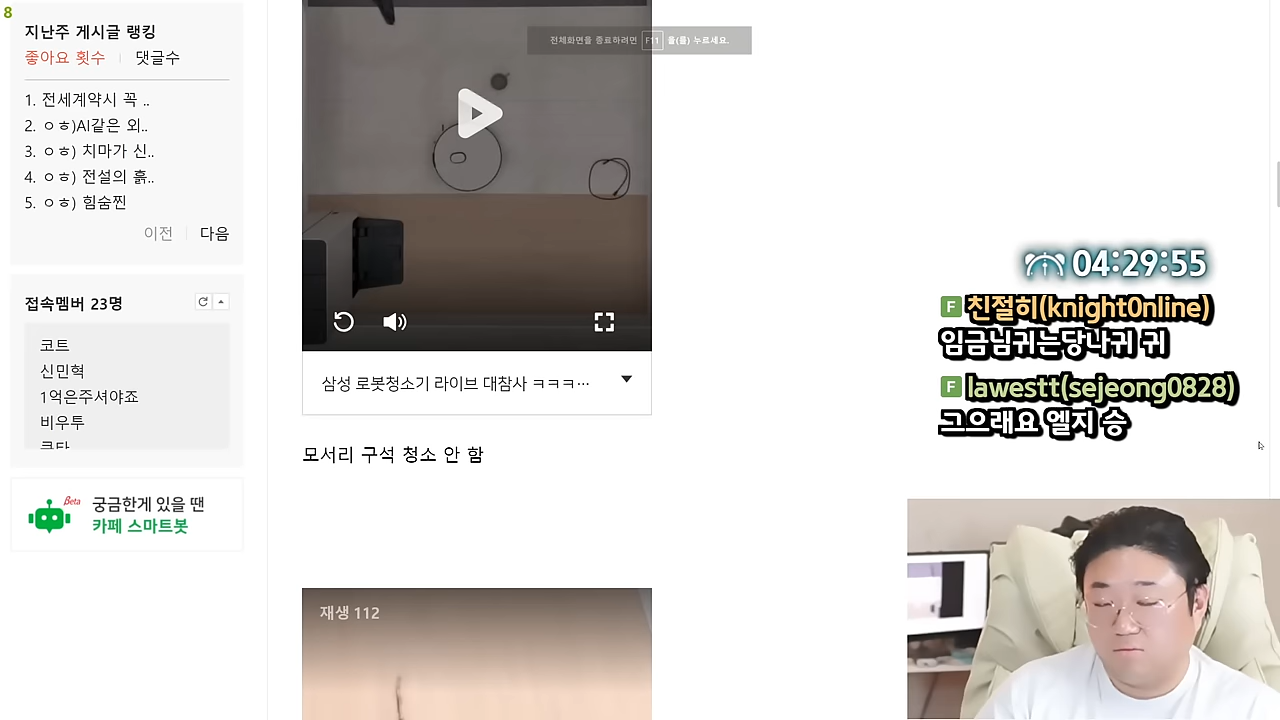 8
지난주 게시글 랭킹
좋아요 횟수
댓글수
1. 전세계약시 꼭 ..
2. ㅇㅎ)AI같은 외..
3. ㅇㅎ) 치마가 신..
4. ㅇㅎ) 전설의 흙..
5. ㅇㅎ) 힘숨찐
이전
다음
접속멤버 23명
코트
신민혁
1억은주셔야죠
비우투
쿠타
Beta
궁금한게 있을 땐
카페 스마트봇
전체화면을 종료하려면 F11 을(를) 누르세요.
삼성 로봇청소기 라이브 대참사 ㅋㅋㅋ…
모서리 구석 청소 안 함
재생 112
04:29:55
F 친절히(knight0nline)
임금님귀는당나귀 귀
F lawestt(sejeong0828)
그으래요 엘지 승